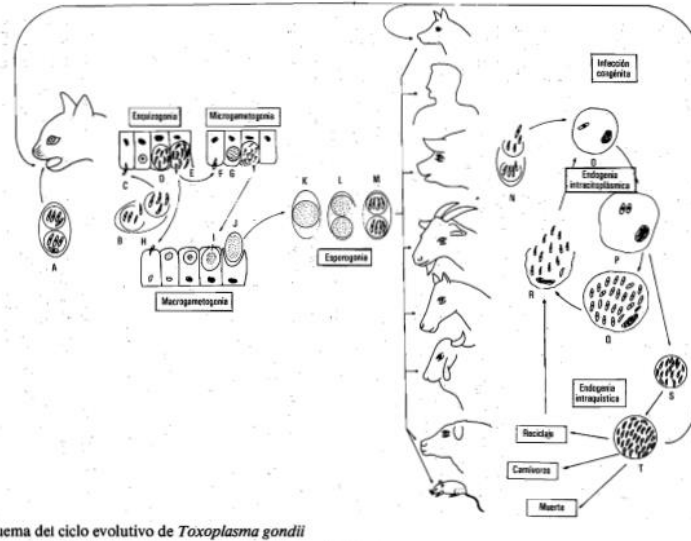 Infección
congénita
Esquizogonia
Microgametogonia
C
D
E
F
G
K
L
M
N
O
Endogenia
intracitoplásmica
A
B
H
I
J
Esporogonia
P
Macrogametogonia
R
Q
Endogenia
intraquística
S
Reciclaje
Carnívoros
T
Muerte
uema del ciclo evolutivo de Toxoplasma gondii